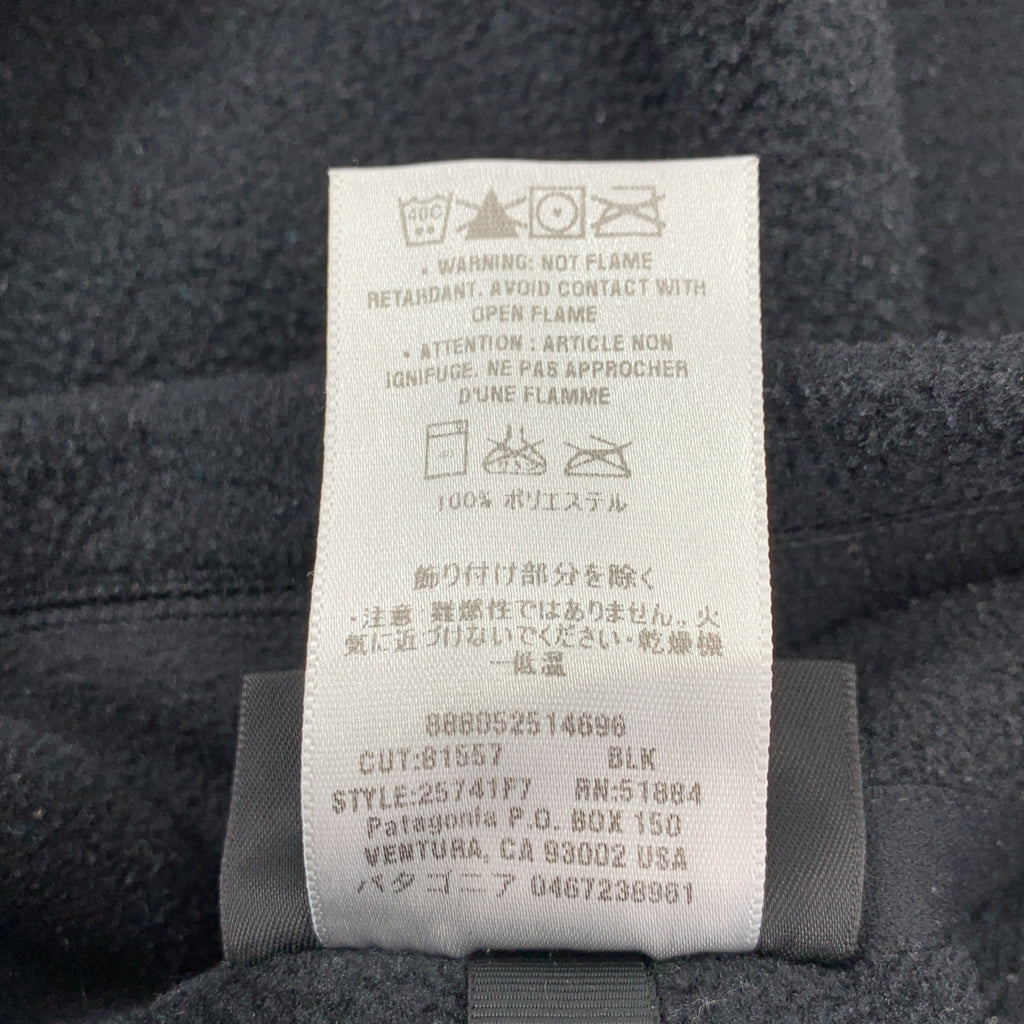 40C
• WARNING: NOT FLAME
RETARDANT. AVOID CONTACT WITH
OPEN FLAME
• ATTENTION : ARTICLE NON
IGNIFUGE. NE PAS APPROCHER
D'UNE FLAMME
100% ポリエステル
飾り付け部分を除く
・注意 難燃性ではありません。火
気に近づけないでください・乾燥機
ー低温
888052514696
CUT:81557 BLK
STYLE:25741F7 RN:51884
Patagonia P.O. BOX 150
VENTURA, CA 93002 USA
パタゴニア 0467238961